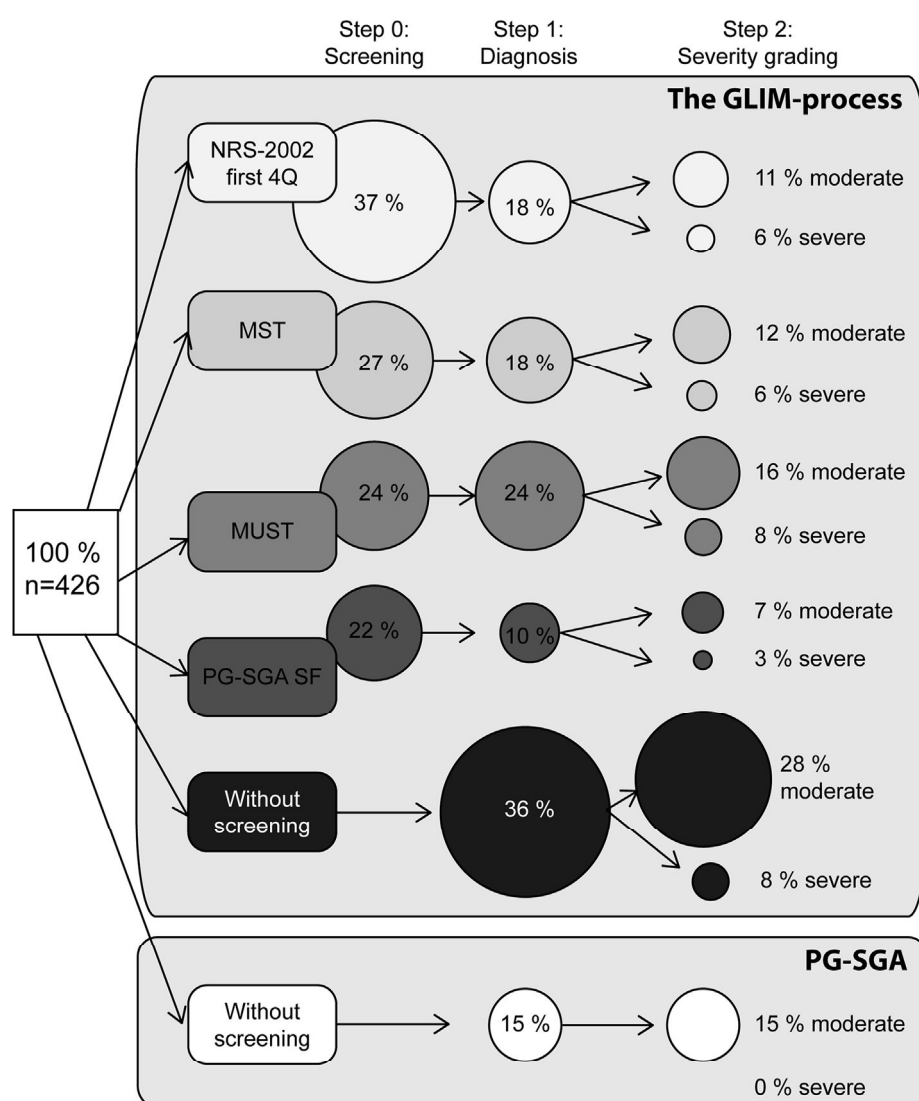 Step 0:
Screening
Step 1:
Diagnosis
Step 2:
Severity grading
The GLIM-process
NRS-2002
first 4Q
37 %
18 %
11 % moderate
6 % severe
MST
27 %
18 %
12 % moderate
6 % severe
MUST
24 %
24 %
16 % moderate
8 % severe
100 %
n=426
PG-SGA SF
22 %
10 %
7 % moderate
3 % severe
Without
screening
36 %
28 %
moderate
8 % severe
PG-SGA
Without
screening
15 %
15 % moderate
0 % severe